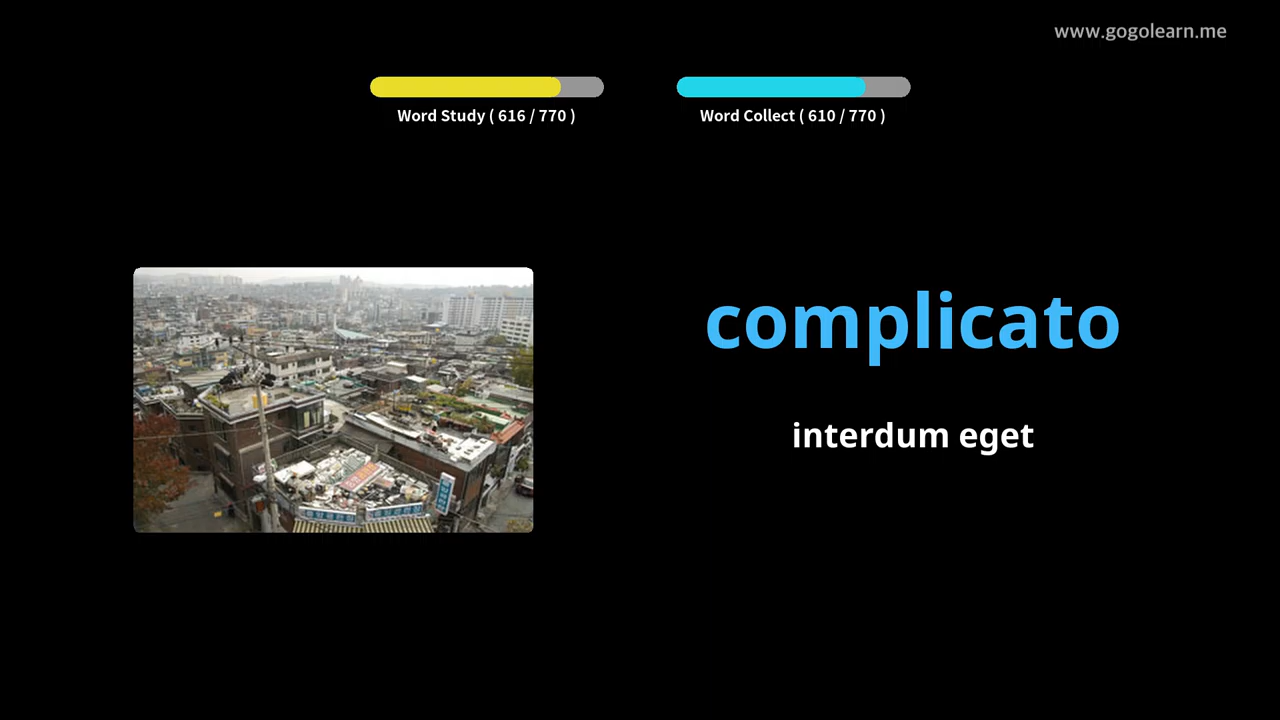 www.gogolearn.me
Word Study ( 616 / 770 )
Word Collect ( 610 / 770 )
complicato
interdum eget